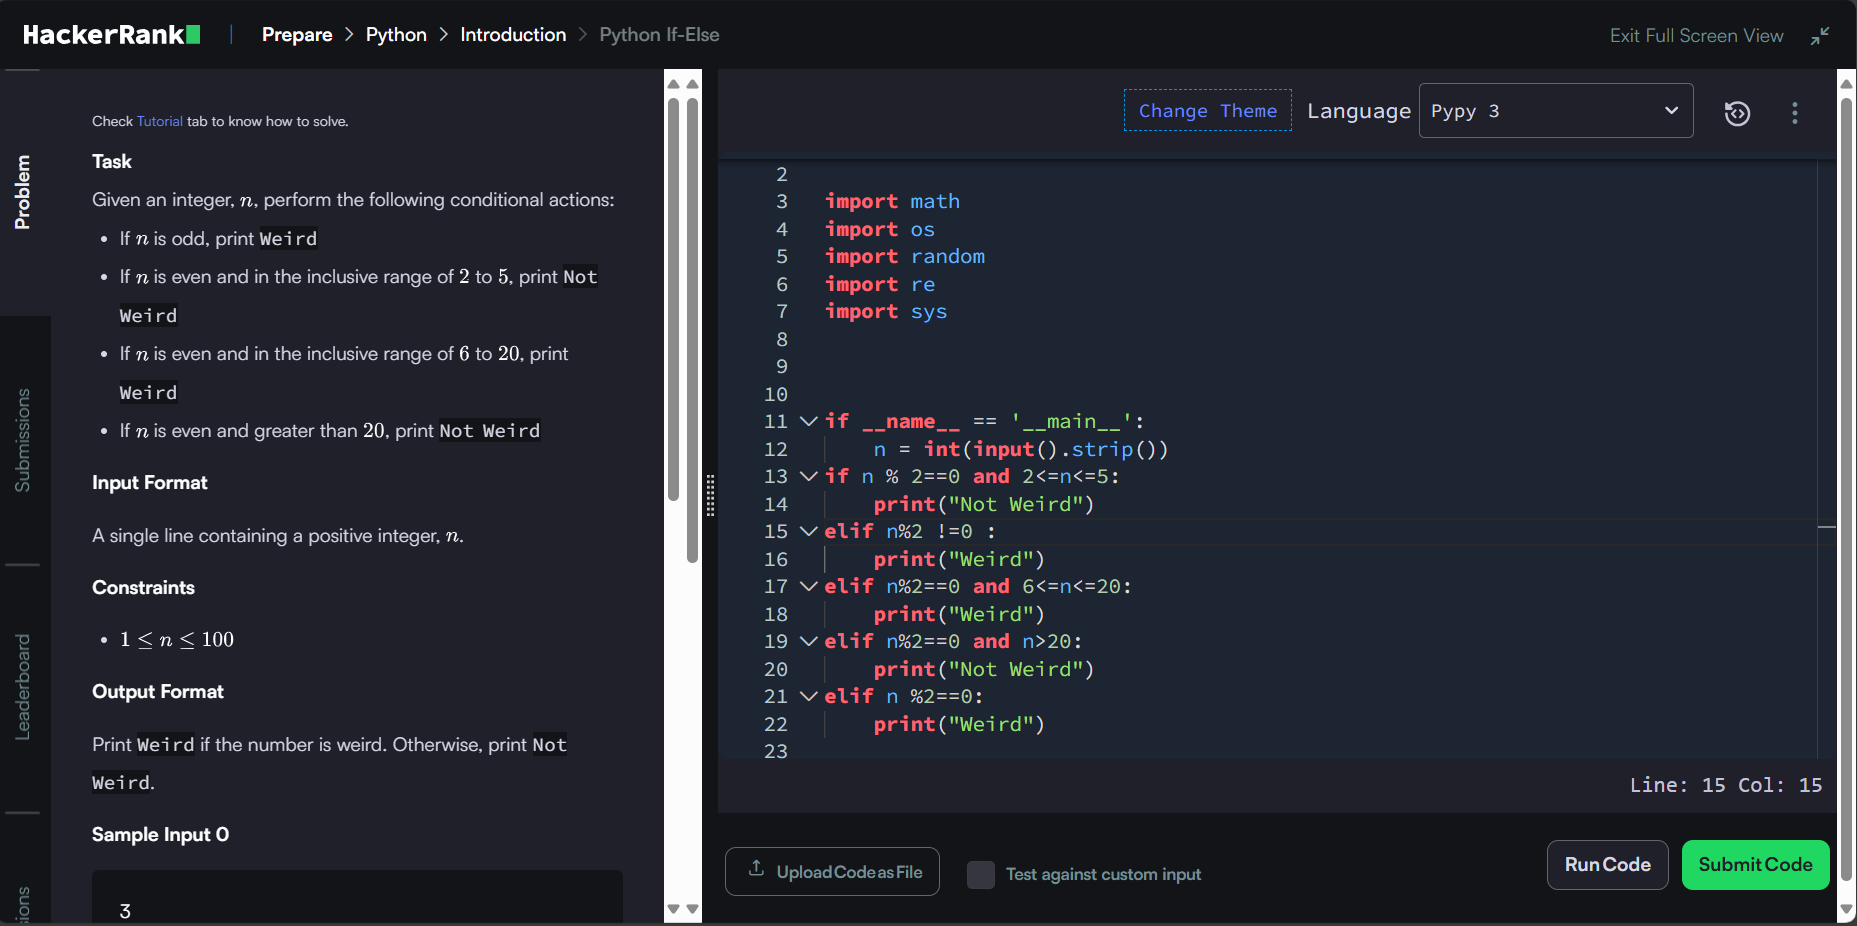 HackerRank | Prepare > Python > Introduction > Python If-Else
Exit Full Screen View
Problem
Submissions
Leaderboard
Check Tutorial tab to know how to solve.
Task
Given an integer, n, perform the following conditional actions:
• If n is odd, print Weird
• If n is even and in the inclusive range of 2 to 5, print Not
Weird
• If n is even and in the inclusive range of 6 to 20, print
Weird
• If n is even and greater than 20, print Not Weird
Input Format
A single line containing a positive integer, n.
Constraints
• 1 ≤ n ≤ 100
Output Format
Print Weird if the number is weird. Otherwise, print Not
Weird.
Sample Input 0
3
Change Theme Language Pypy 3
2
3 import math
4 import os
5 import random
6 import re
7 import sys
8
9
10
11 if __name__ == '__main__':
12     n = int(input().strip())
13 if n % 2==0 and 2<=n<=5:
14     print("Not Weird")
15 elif n%2 !=0 :
16     print("Weird")
17 elif n%2==0 and 6<=n<=20:
18     print("Weird")
19 elif n%2==0 and n>20:
20     print("Not Weird")
21 elif n %2==0:
22     print("Weird")
23
Line: 15 Col: 15
Upload Code as File
Test against custom input
Run Code
Submit Code